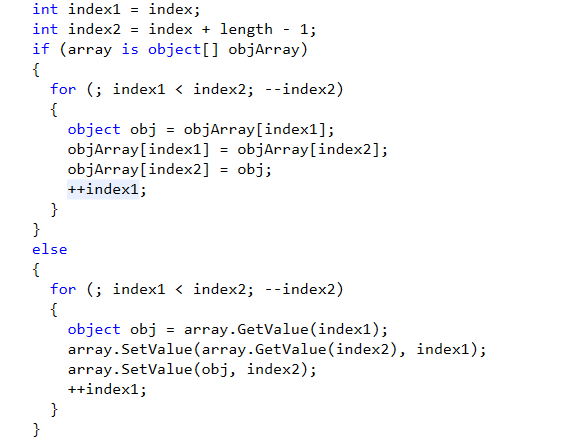 int index1 = index;
int index2 = index + length - 1;
if (array is object[] objArray)
{
  for (; index1 < index2; --index2)
  {
    object obj = objArray[index1];
    objArray[index1] = objArray[index2];
    objArray[index2] = obj;
    ++index1;
  }
}
else
{
  for (; index1 < index2; --index2)
  {
    object obj = array.GetValue(index1);
    array.SetValue(array.GetValue(index2), index1);
    array.SetValue(obj, index2);
    ++index1;
  }
}